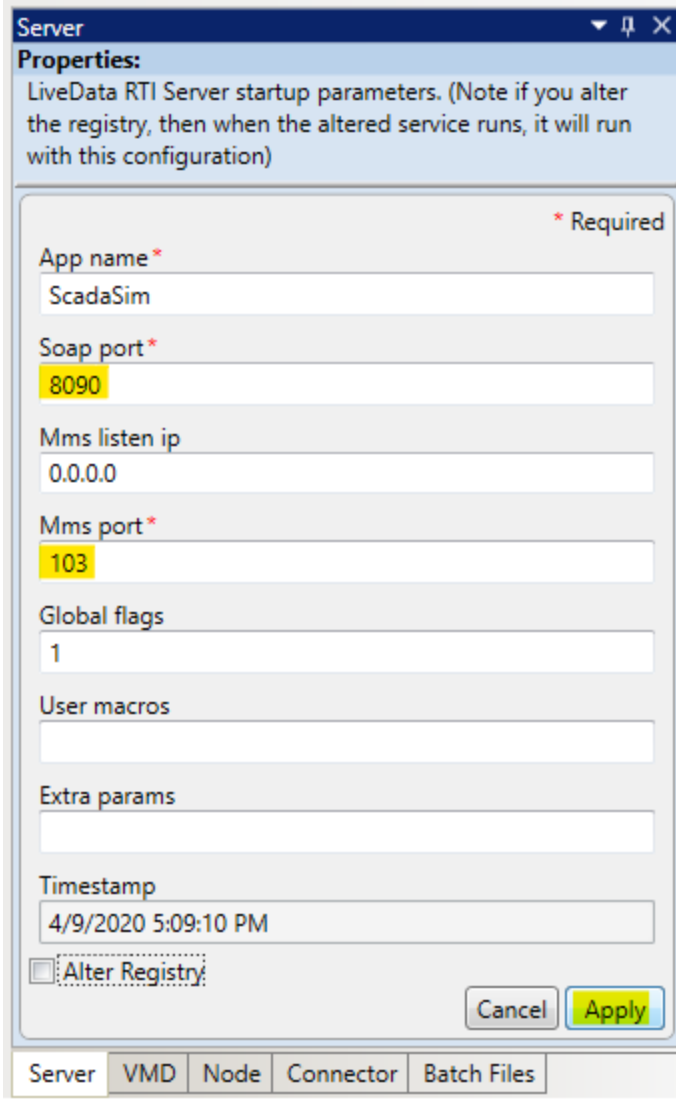 Server
Properties:
LiveData RTI Server startup parameters. (Note if you alter
the registry, then when the altered service runs, it will run
with this configuration)
* Required
App name*
ScadaSim
Soap port*
8090
Mms listen ip
0.0.0.0
Mms port*
103
Global flags
1
User macros
Extra params
Timestamp
4/9/2020 5:09:10 PM
Alter Registry
Cancel Apply
Server VMD Node Connector Batch Files